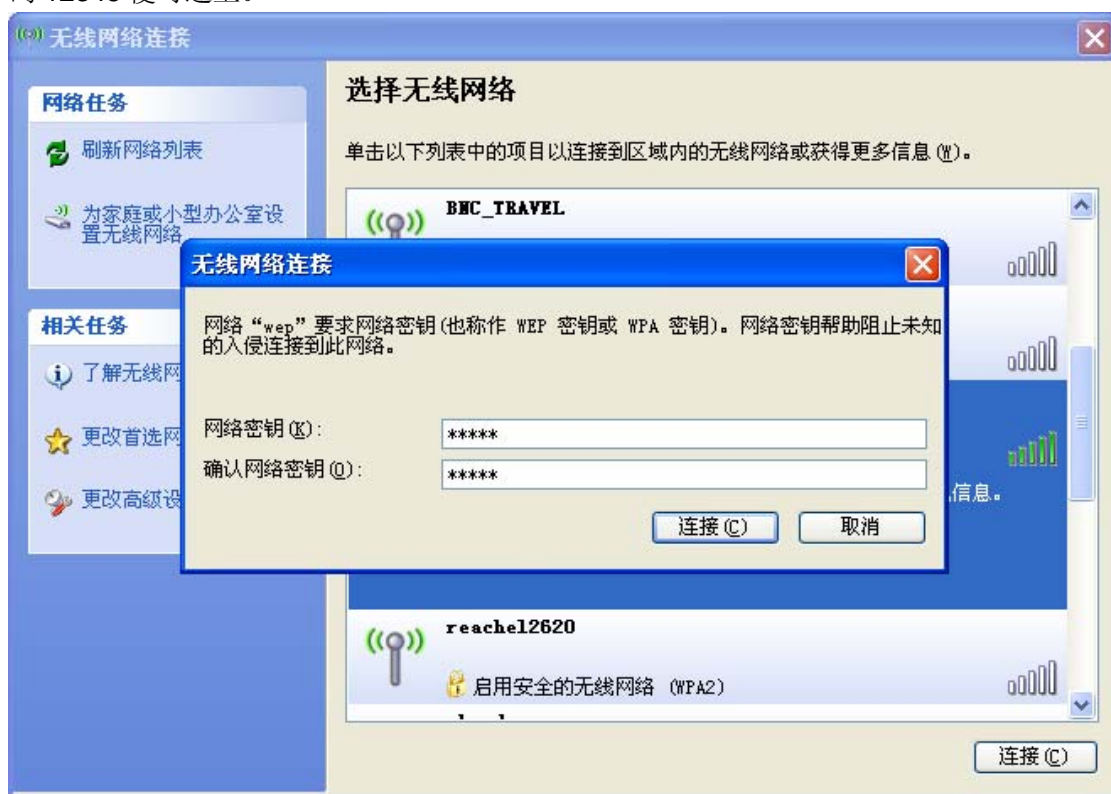 无线网络连接
网络任务
刷新网络列表
为家庭或小型办公室设
置无线网络
相关任务
了解无线网
更改首选网
更改高级设
选择无线网络
单击以下列表中的项目以连接到区域内的无线网络或获得更多信息(W)。
BNC_TRAVEL
无线网络连接
网络“wep”要求网络密钥(也称作 WEP 密钥或 WPA 密钥)。网络密钥帮助阻止未知
的入侵连接到此网络。
网络密钥(K):
*****
确认网络密钥(O):
*****
连接(C)
取消
信息。
reachel2620
启用安全的无线网络 (WPA2)
连接(C)